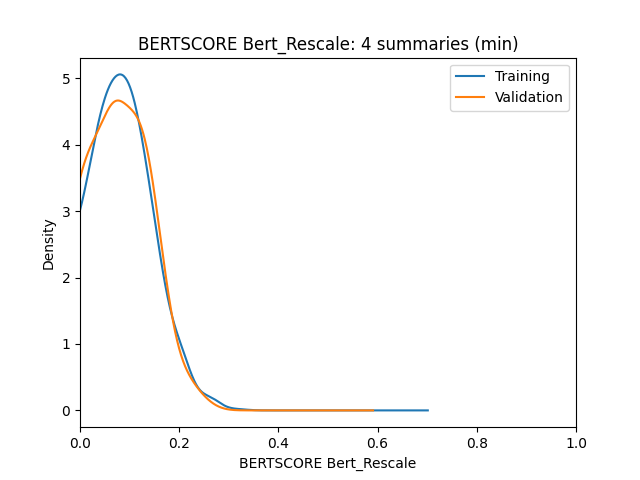 BERTSCORE Bert_Rescale: 4 summaries (min)
Training
Validation
Density
5
4
3
2
1
0
0.0 0.2 0.4 0.6 0.8 1.0
BERTSCORE Bert_Rescale